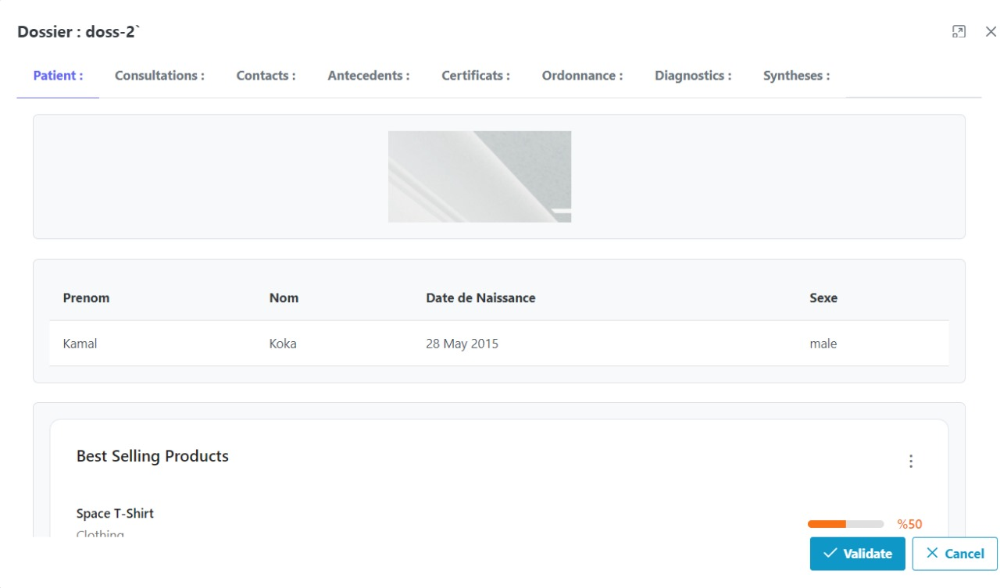 Dossier : doss-2`
Patient : Consultations : Contacts : Antecedents : Certificats : Ordonnance : Diagnostics : Syntheses :
Prenom Nom Date de Naissance Sexe
Kamal Koka 28 May 2015 male
Best Selling Products
Space T-Shirt
Clothing
%50
Validate Cancel